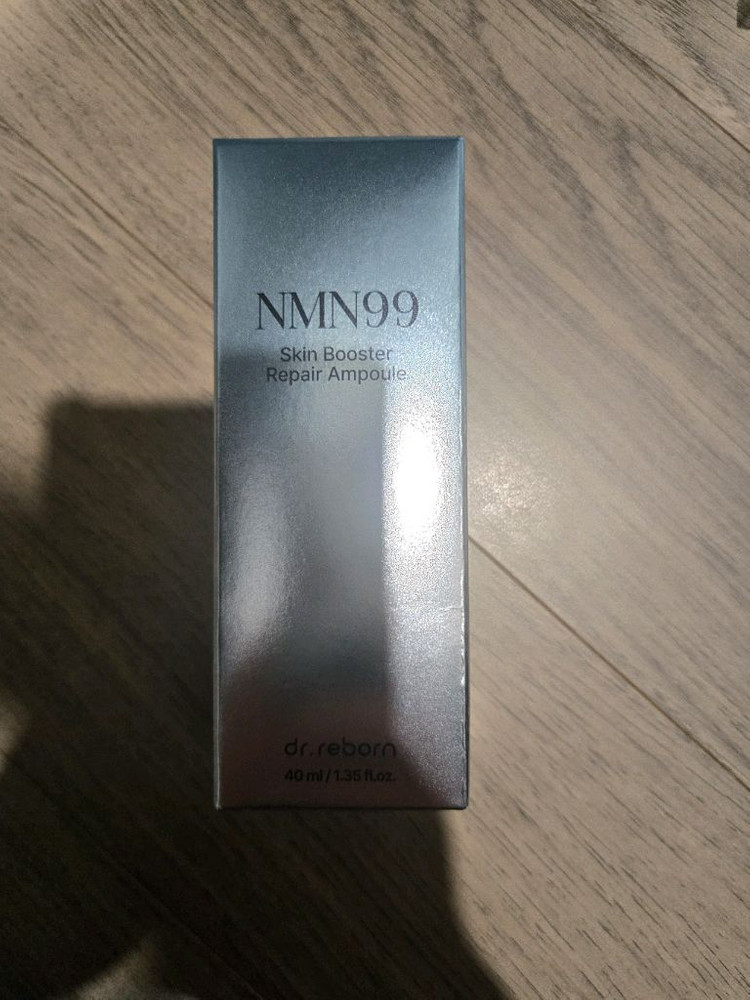 NMN99
Skin Booster
Repair Ampoule
dr.reborn
40 ml / 1.35 fl.oz.